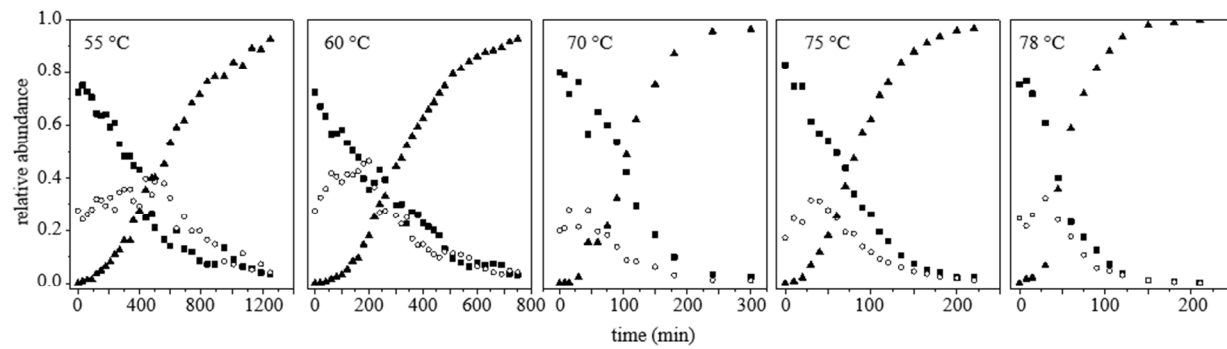 1.0
0.8
0.6
0.4
0.2
0.0
relative abundance
55 °C
60 °C
70 °C
75 °C
78 °C
0 400 800 1200
0 200 400 600 800
0 100 200 300
0 100 200
0 100 200
time (min)